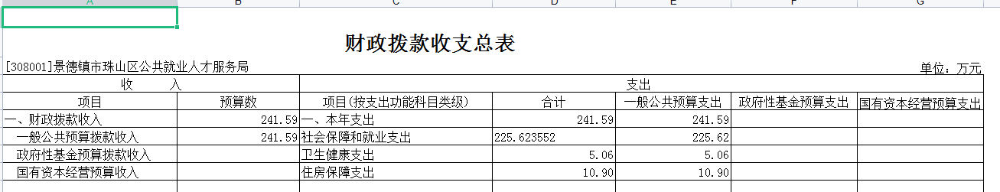 A B C D E F G
财政拨款收支总表
[308001]景德镇市珠山区公共就业人才服务局 单位：万元
收 入 支出
项目 预算数 项目(按支出功能科目类级) 合计 一般公共预算支出 政府性基金预算支出 国有资本经营预算支出
一、财政拨款收入 241.59 一、本年支出 241.59 241.59
一般公共预算拨款收入 241.59 社会保障和就业支出 225.623552 225.62
政府性基金预算拨款收入 卫生健康支出 5.06 5.06
国有资本经营预算收入 住房保障支出 10.90 10.90